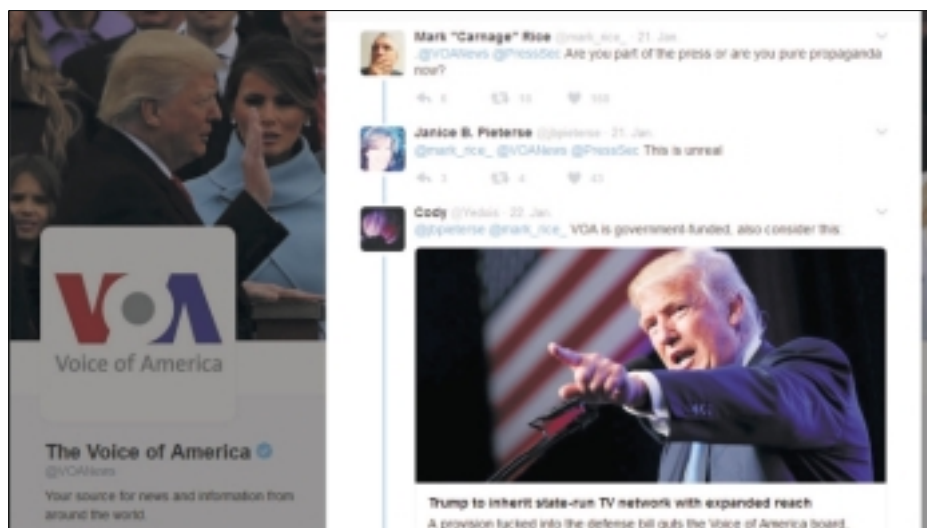 VOA
Voice of America
The Voice of America
@VOANews
Your source for news and information from
around the world.
Mark "Carnage" Rice @mark_rice_ · 21. Jan.
.@VOANews @PressSec Are you part of the press or are you pure propaganda
now?
Janice B. Pieterse @jbpieterse · 21. Jan.
@mark_rice_ @VOANews @PressSec This is unreal
3 4 43
Cody · 22. Jan.
@jbpieterse @mark_rice_ VOA is government-funded, also consider this:
Trump to inherit state-run TV network with expanded reach
A provision tucked into the defense bill guts the Voice of America board,